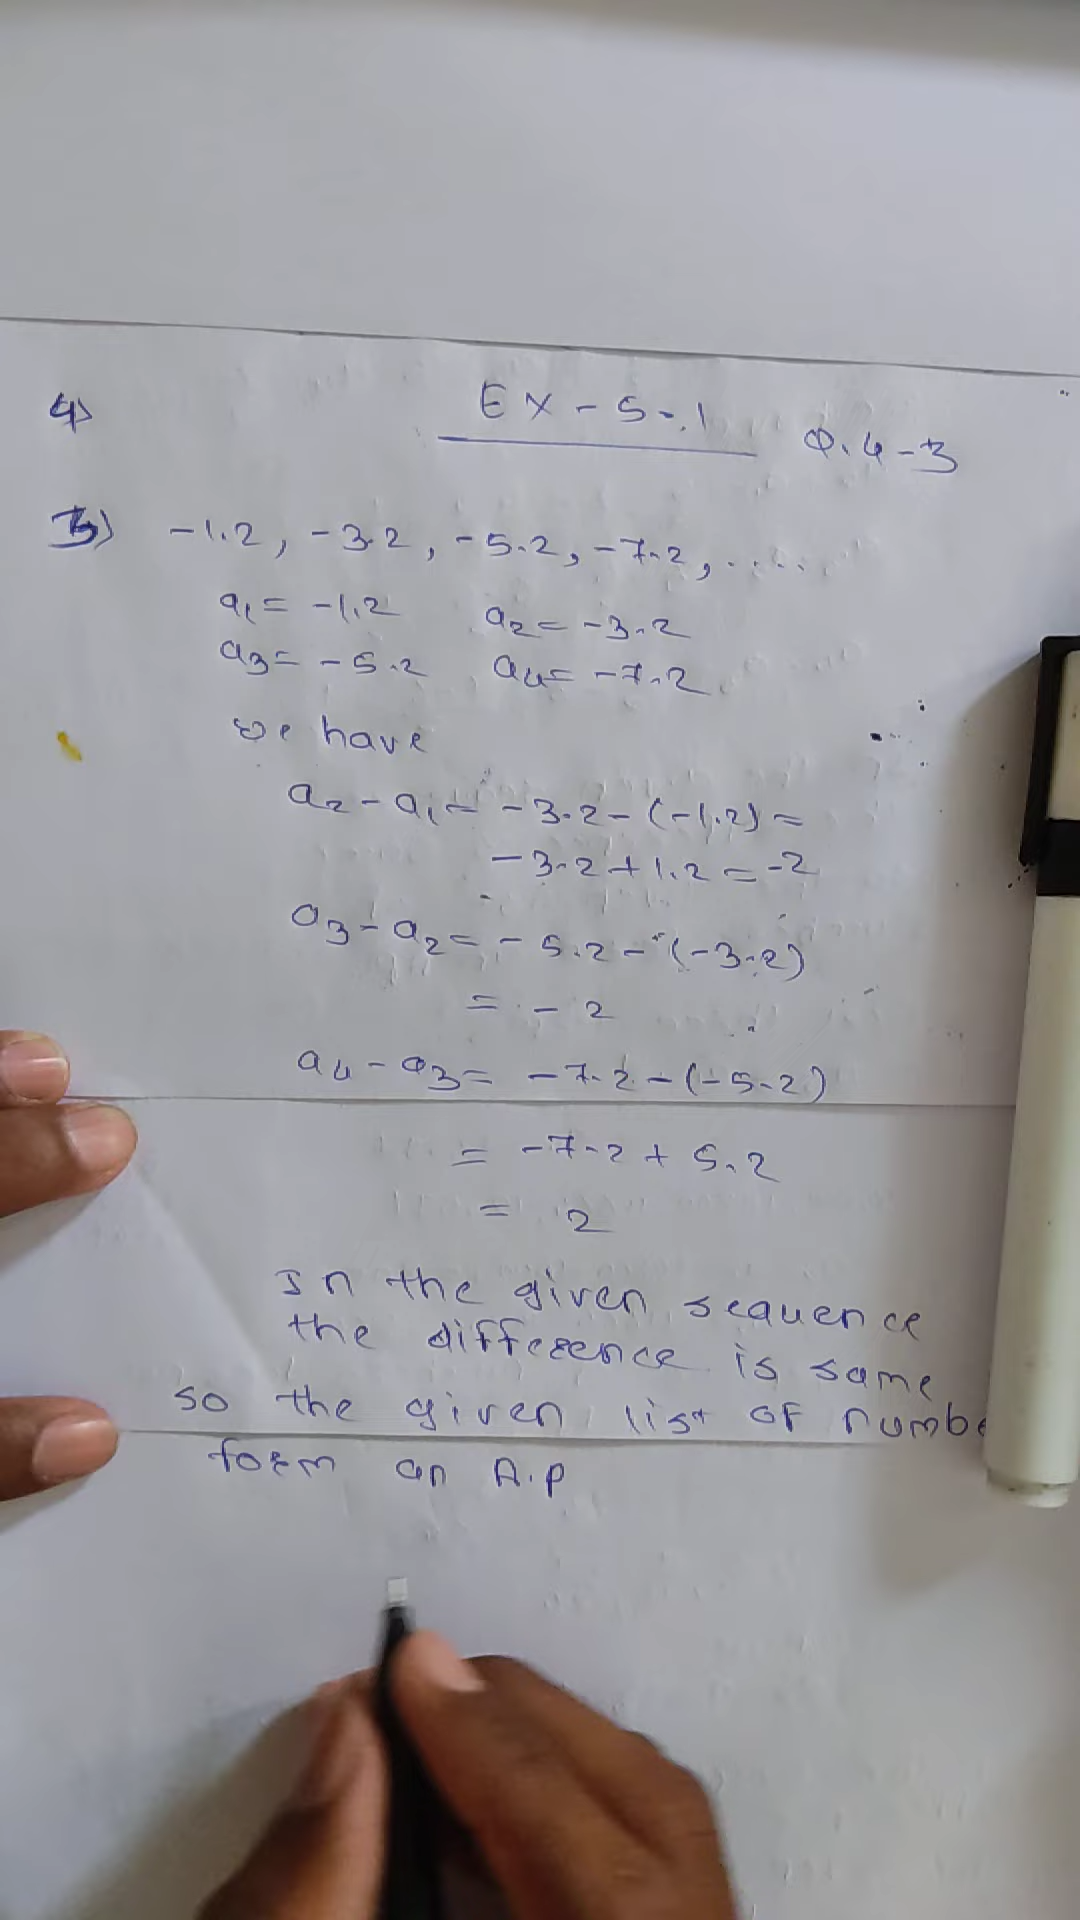 4)
Ex - 5.1
Q.4-3
3) -1.2, -3.2, -5.2, -7.2, .....
a1 = -1.2 a2 = -3.2
a3 = -5.2 a4 = -7.2
we have
a2 - a1 = -3.2 - (-1.2) =
-3.2 + 1.2 = -2
a3 - a2 = -5.2 - (-3.2)
= -2
a4 - a3 = -7.2 - (-5.2)
= -7.2 + 5.2
= 2
In the given sequence
the difference is same
so the given list of numbe
form an A.P